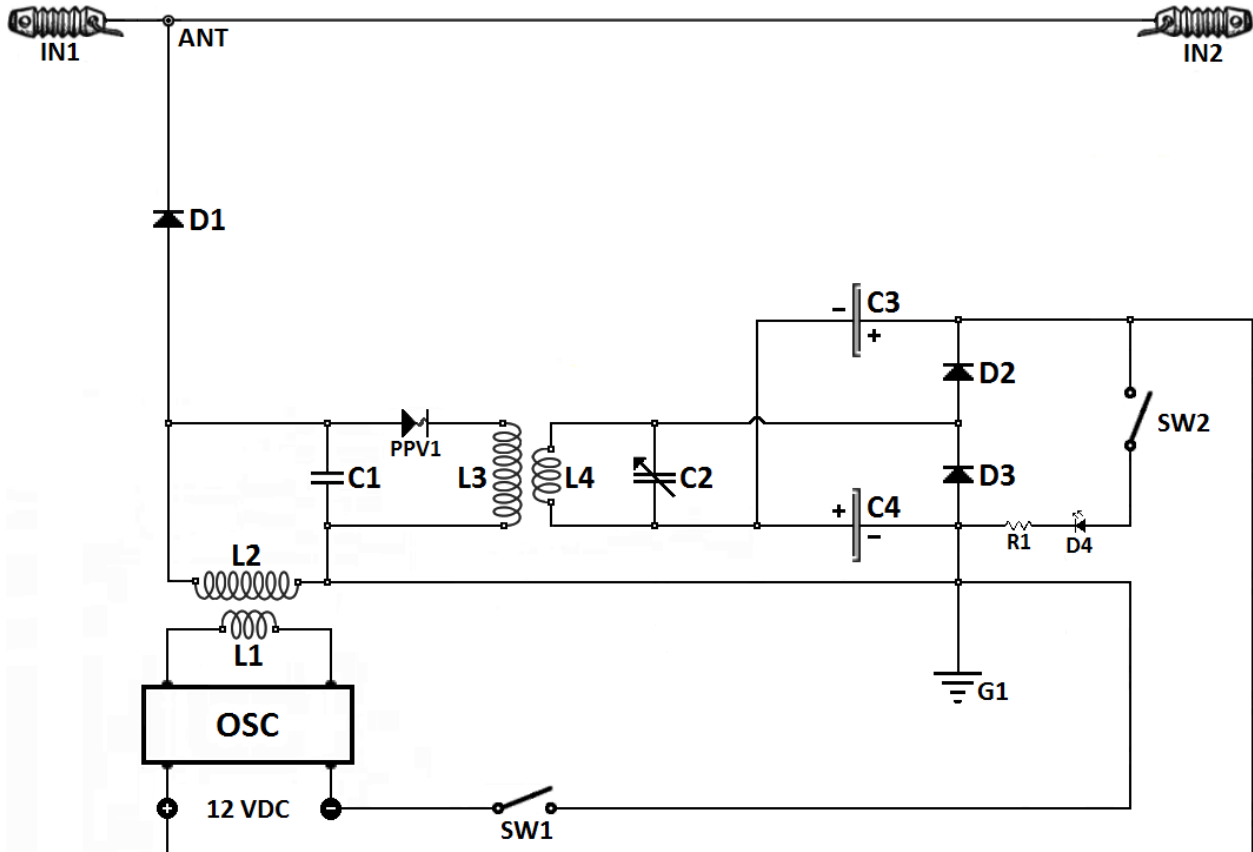 IN1
ANT
IN2
D1
– C3
+
D2
SW2
PPV1
L3
L4
C1
C2
+ C4
–
D3
R1
D4
L2
L1
G1
OSC
+ 12 VDC –
SW1